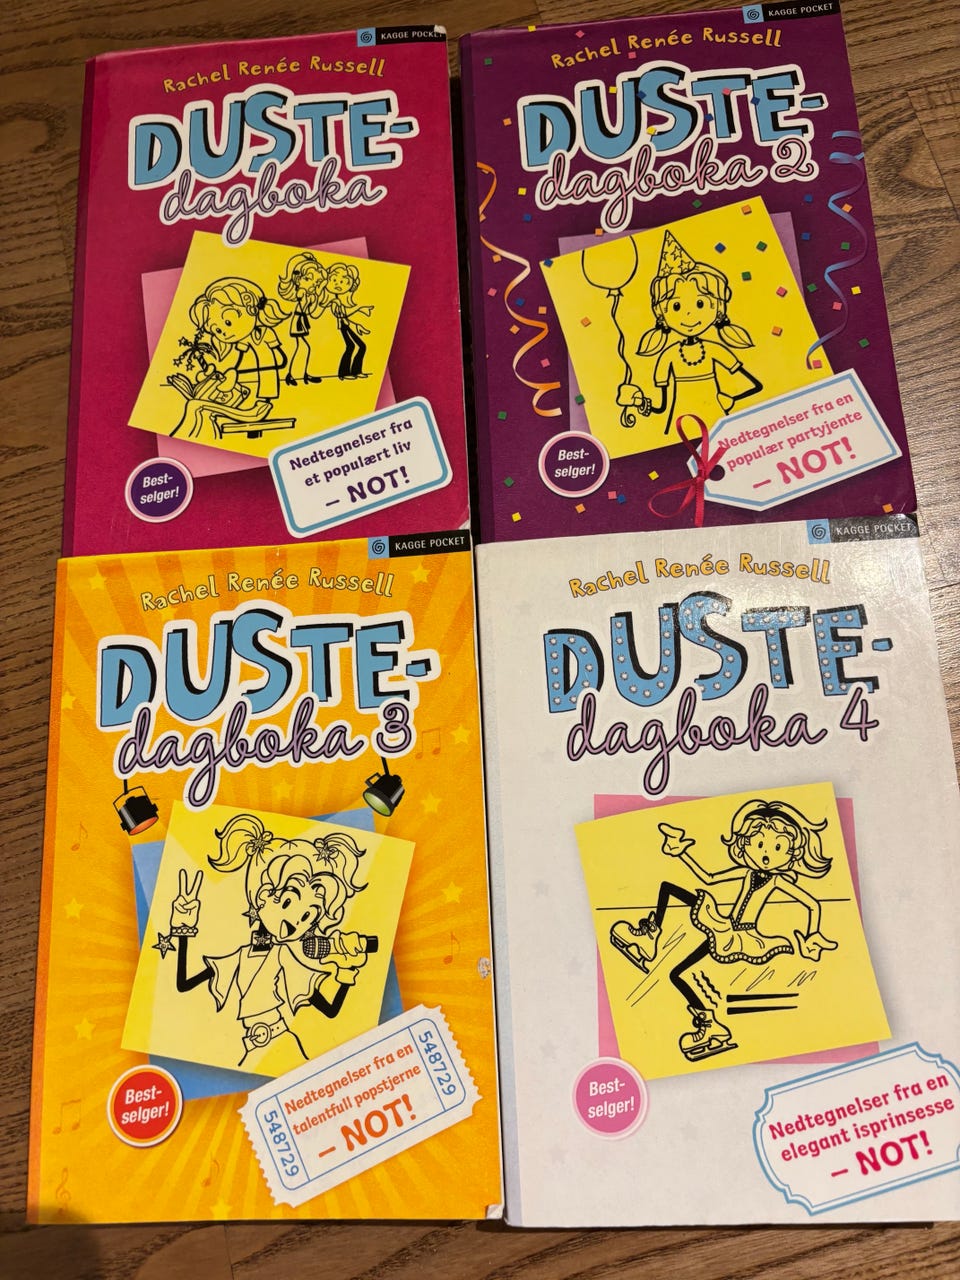 KAGGE POCKET
Rachel Renée Russell
DUSTE-
dagboka
Nedtegnelser fra
et populært liv
– NOT!
Best-
selger!
KAGGE POCKET
Rachel Renée Russell
DUSTE-
dagboka 2
Nedtegnelser fra en
populær partyjente
– NOT!
Best-
selger!
KAGGE POCKET
Rachel Renée Russell
DUSTE-
dagboka 3
548729
Nedtegnelser fra en
talentfull popstjerne
– NOT!
548729
Best-
selger!
KAGGE POCKET
Rachel Renée Russell
DUSTE-
dagboka 4
Best-
selger!
Nedtegnelser fra en
elegant isprinsesse
– NOT!